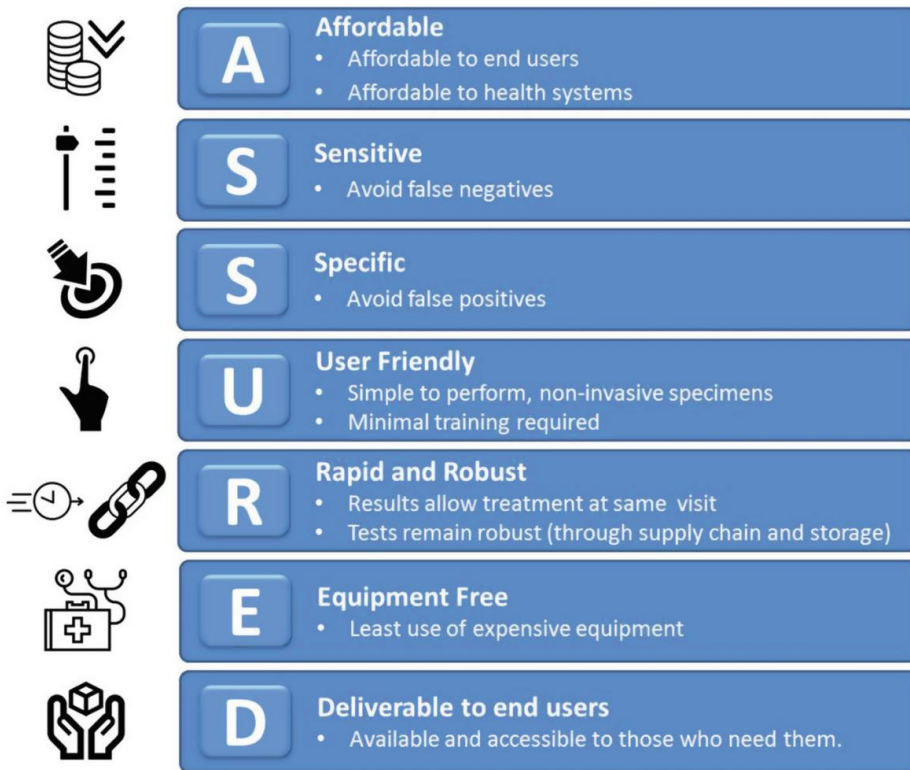 A
Affordable
• Affordable to end users
• Affordable to health systems
S
Sensitive
• Avoid false negatives
S
Specific
• Avoid false positives
U
User Friendly
• Simple to perform, non-invasive specimens
• Minimal training required
R
Rapid and Robust
• Results allow treatment at same visit
• Tests remain robust (through supply chain and storage)
E
Equipment Free
• Least use of expensive equipment
D
Deliverable to end users
• Available and accessible to those who need them.